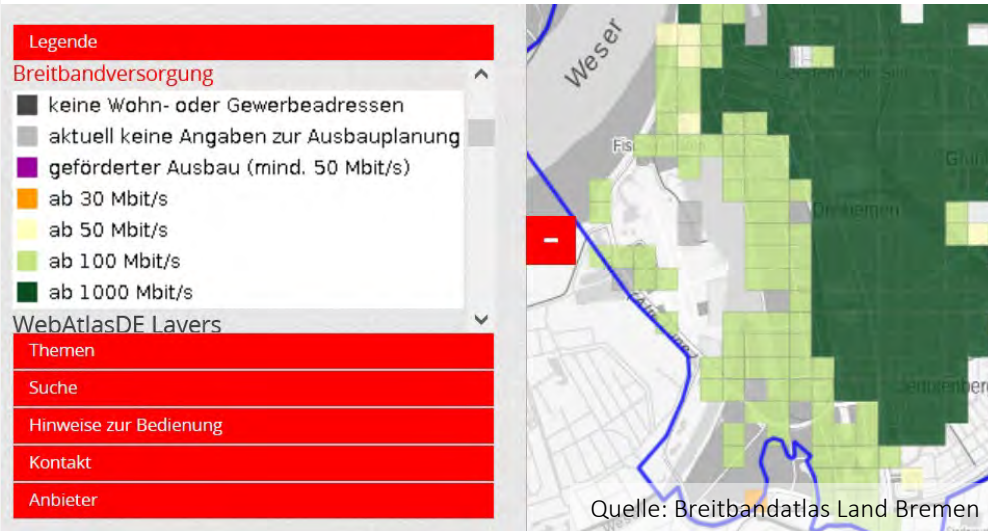 Legende
Breitbandversorgung
keine Wohn- oder Gewerbeadressen
aktuell keine Angaben zur Ausbauplanung
geförderter Ausbau (mind. 50 Mbit/s)
ab 30 Mbit/s
ab 50 Mbit/s
ab 100 Mbit/s
ab 1000 Mbit/s
WebAtlasDE Layers
Themen
Suche
Hinweise zur Bedienung
Kontakt
Anbieter
Weser
−
Quelle: Breitbandatlas Land Bremen